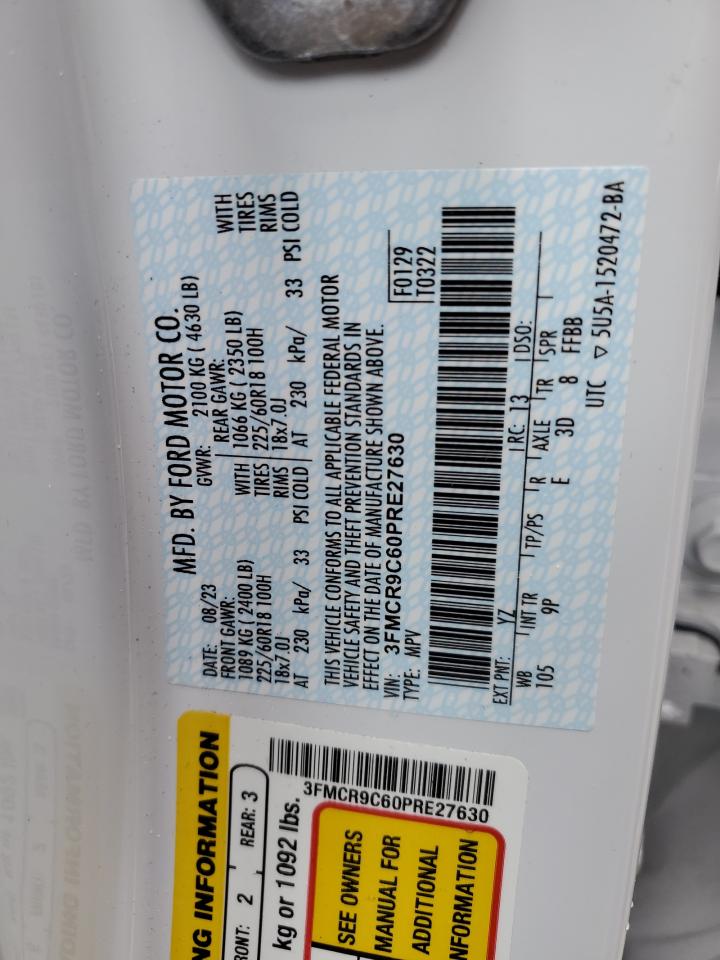 MFD. BY FORD MOTOR CO.
DATE: 08/23 GVWR: 2100 KG ( 4630 LB)
FRONT GAWR: REAR GAWR:
1089 KG ( 2400 LB) WITH 1066 KG ( 2350 LB) WITH
225/60R18 100H TIRES 225/60R18 100H TIRES
18x7.0J RIMS 18x7.0J RIMS
AT 230 kPa/ 33 PSI COLD AT 230 kPa/ 33 PSI COLD
THIS VEHICLE CONFORMS TO ALL APPLICABLE FEDERAL MOTOR
VEHICLE SAFETY AND THEFT PREVENTION STANDARDS IN
EFFECT ON THE DATE OF MANUFACTURE SHOWN ABOVE.
VIN: 3FMCR9C60PRE27630 F0129
TYPE: MPV T0322
EXT PNT: YZ RC: 13 DSO:
WB INT TR TP/PS R AXLE TR SPR
105 9P E 3D 8 FFBB
UTC ▽ 5U5A-1520472-BA
NG INFORMATION
RONT: 2 REAR: 3
kg or 1092 lbs.
3FMCR9C60PRE27630
SEE OWNERS
MANUAL FOR
ADDITIONAL
NFORMATION